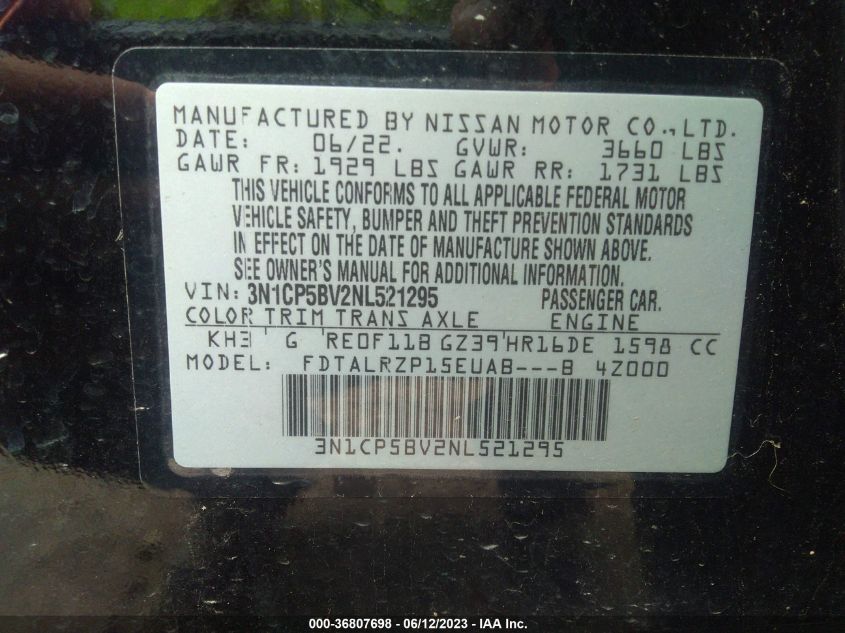 MANUFACTURED BY NISSAN MOTOR CO., LTD.
DATE: 06/22. GVWR: 3660 LBS
GAWR FR: 1929 LBS GAWR RR: 1731 LBS
THIS VEHICLE CONFORMS TO ALL APPLICABLE FEDERAL MOTOR
VEHICLE SAFETY, BUMPER AND THEFT PREVENTION STANDARDS
IN EFFECT ON THE DATE OF MANUFACTURE SHOWN ABOVE.
SEE OWNER'S MANUAL FOR ADDITIONAL INFORMATION.
VIN: 3N1CP5BV2NL521295 PASSENGER CAR.
COLOR TRIM TRANS AXLE ENGINE
KH3 G RE0F11B GZ39 HR16DE 1598 CC
MODEL: FDTALRZP15EUAB---B 4Z000
3N1CP5BV2NL521295
000-36807698 - 06/12/2023 - IAA Inc.